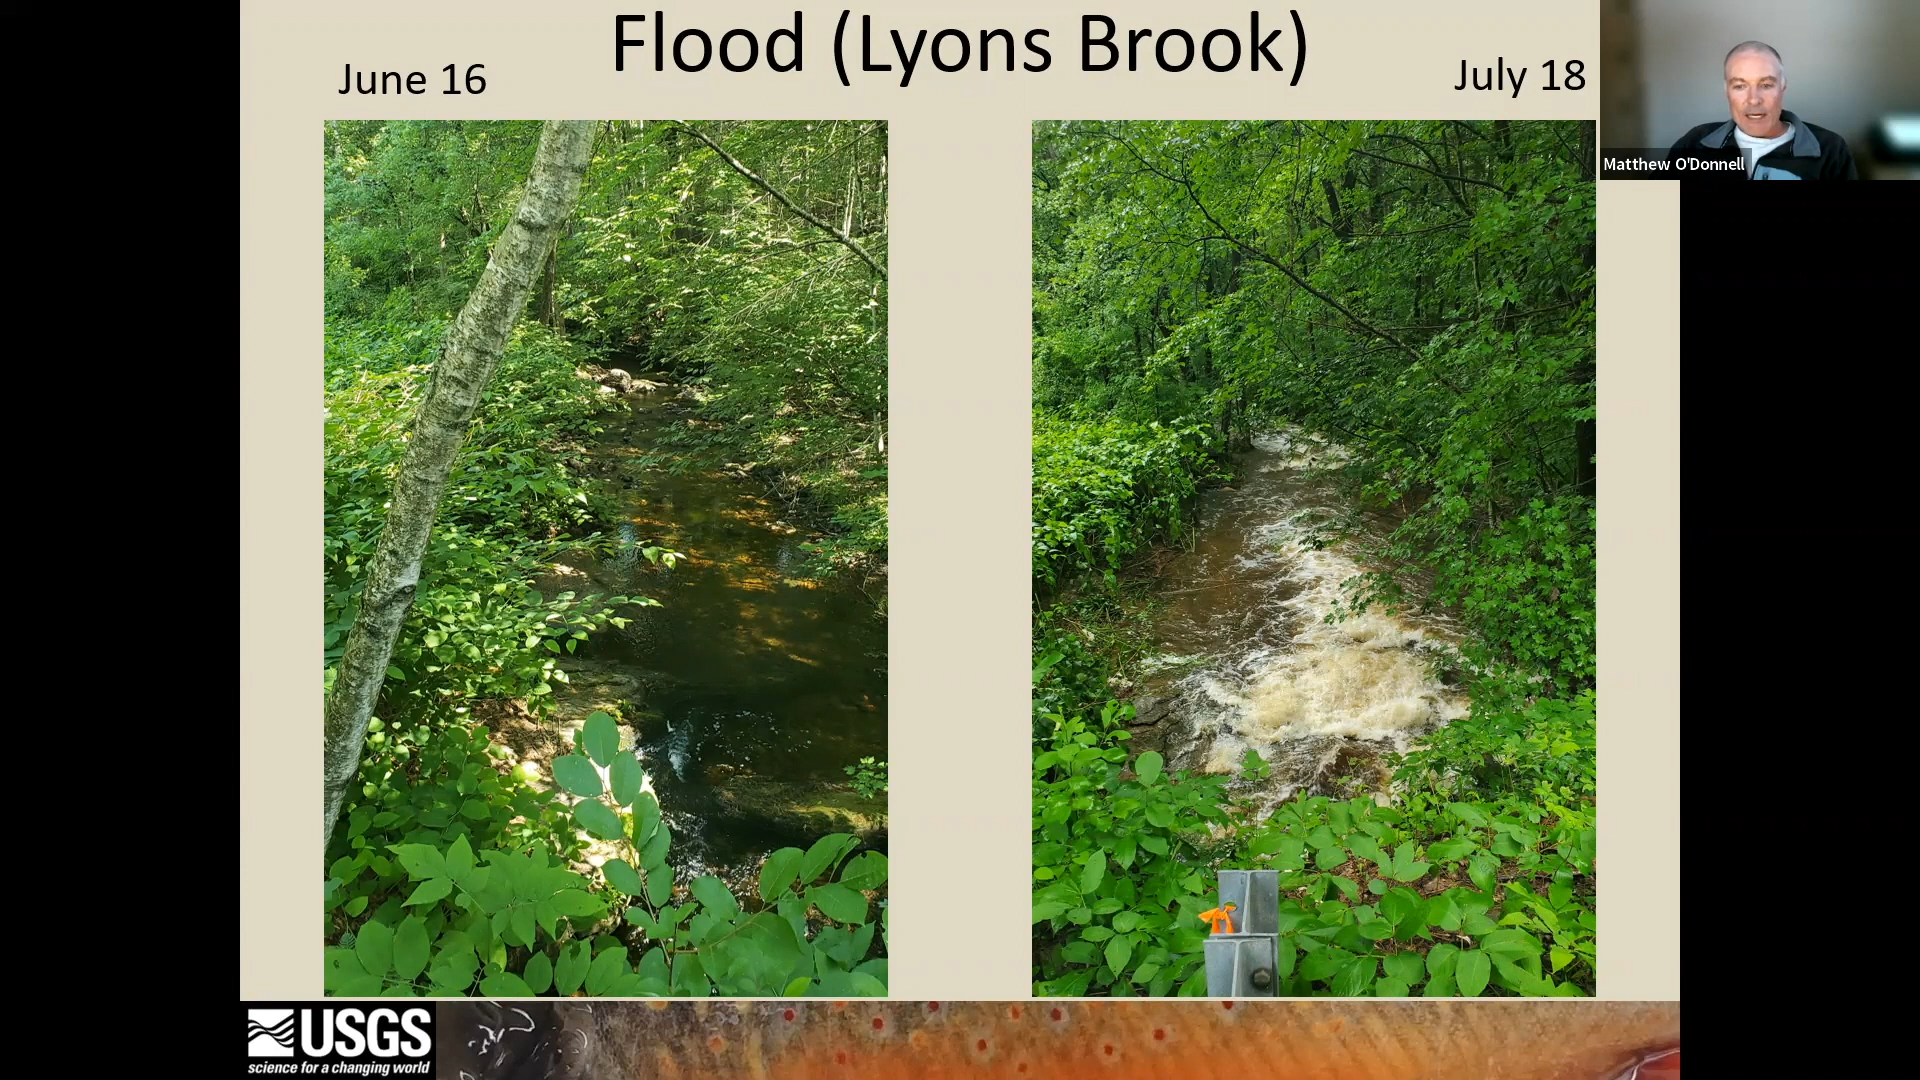 Flood (Lyons Brook)
June 16
July 18
Matthew O'Donnell
USGS
science for a changing world